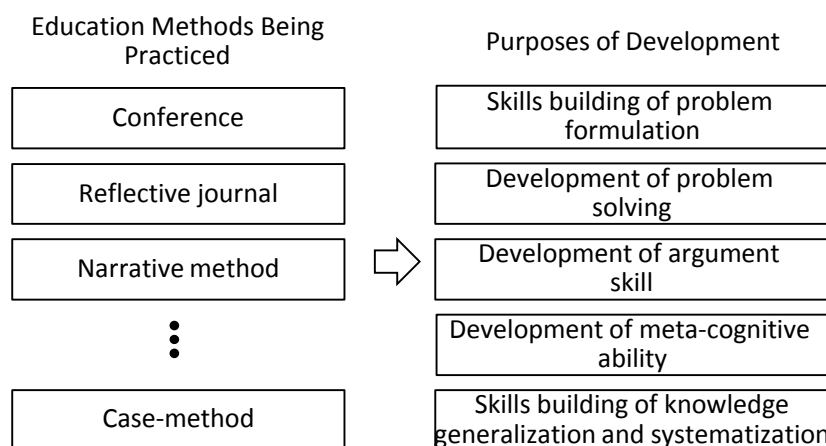 Education Methods Being
Practiced
Conference
Reflective journal
Narrative method
Case-method
Purposes of Development
Skills building of problem
formulation
Development of problem
solving
Development of argument
skill
Development of meta-cognitive
ability
Skills building of knowledge
generalization and systematization